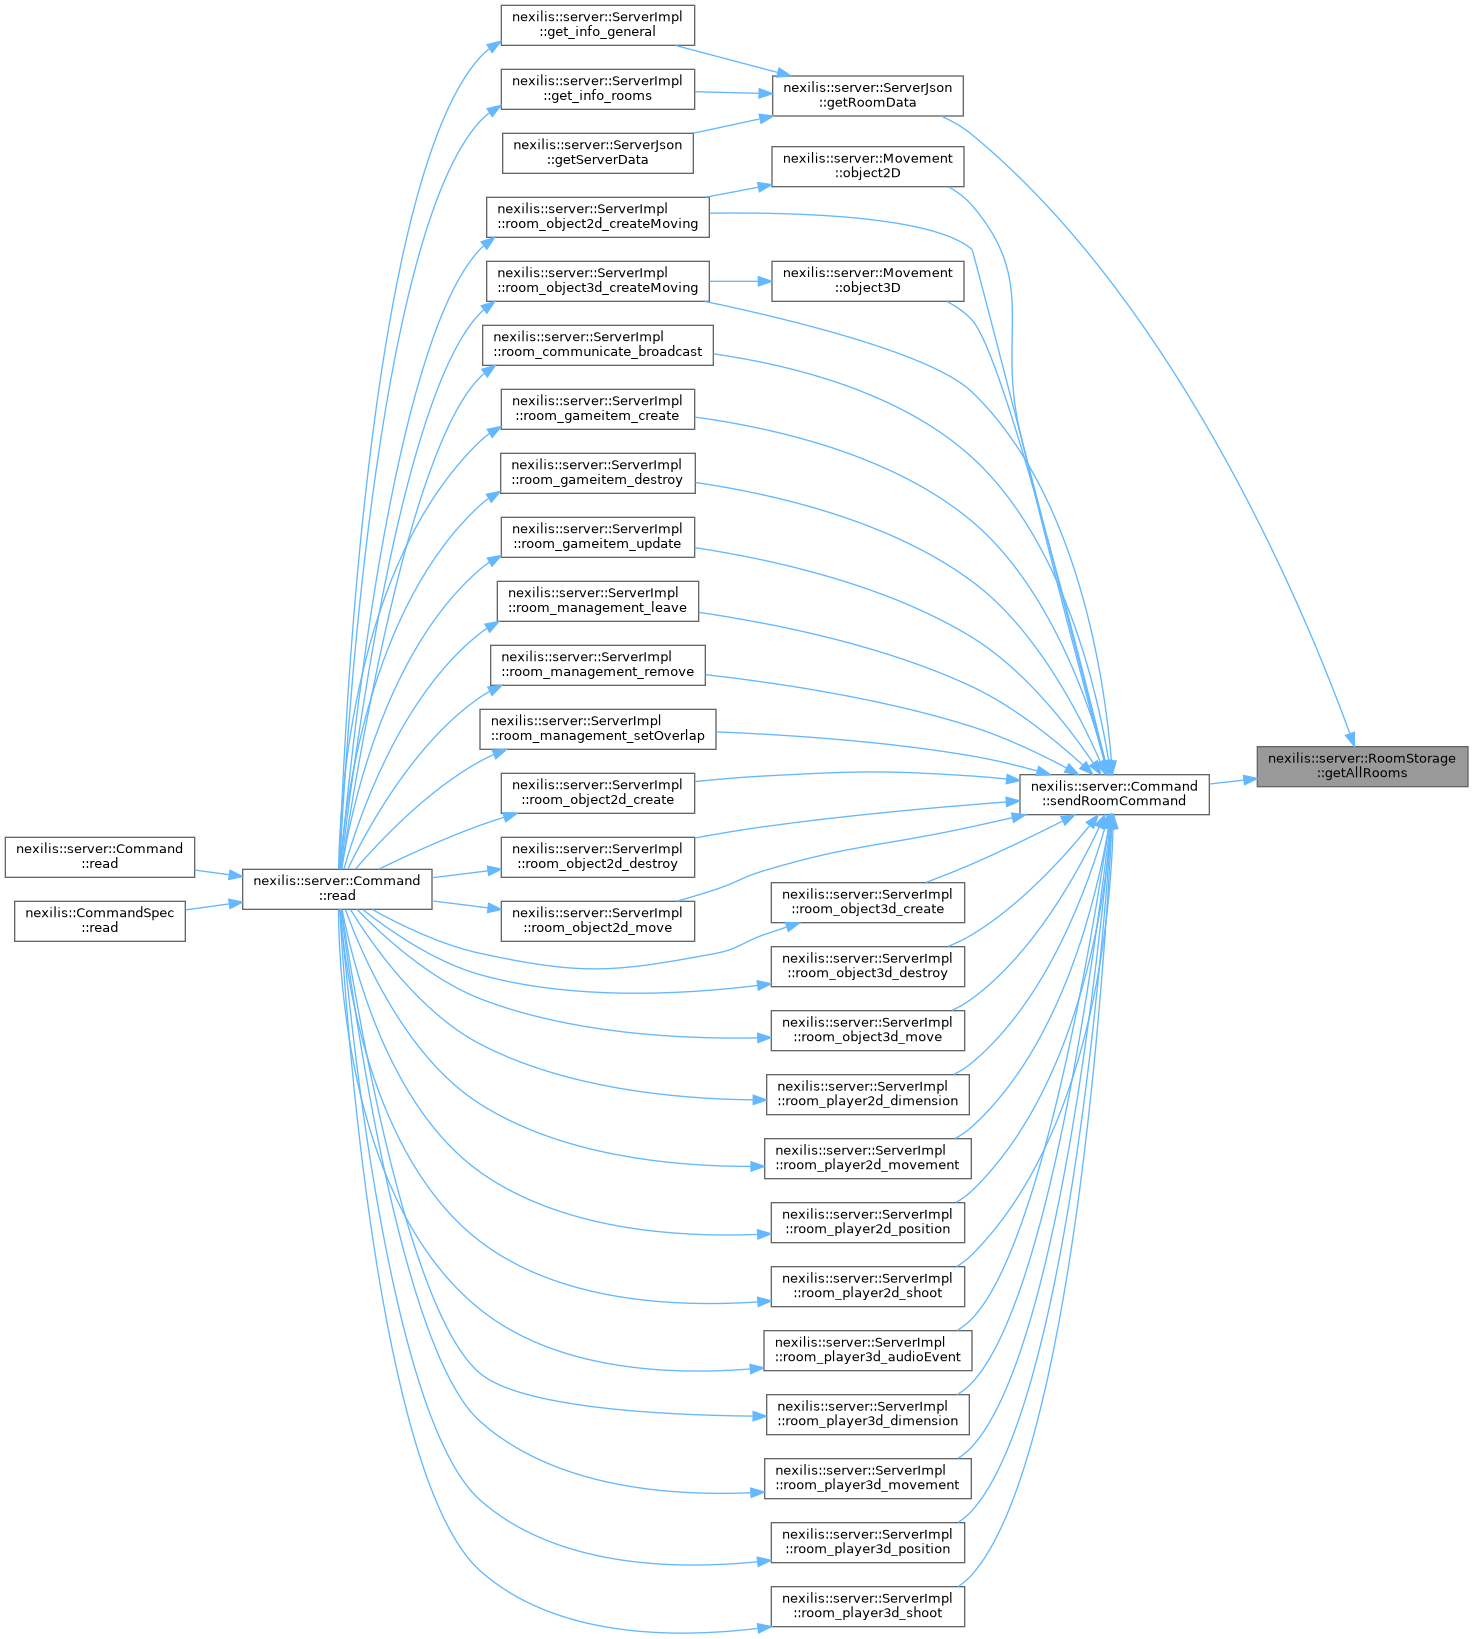 nexilis::server::ServerImpl
::get_info_general
nexilis::server::ServerImpl
::get_info_rooms
nexilis::server::ServerJson
::getServerData
nexilis::server::ServerJson
::getRoomData
nexilis::server::Movement
::object2D
nexilis::server::ServerImpl
::room_object2d_createMoving
nexilis::server::ServerImpl
::room_object3d_createMoving
nexilis::server::Movement
::object3D
nexilis::server::ServerImpl
::room_communicate_broadcast
nexilis::server::ServerImpl
::room_gameitem_create
nexilis::server::ServerImpl
::room_gameitem_destroy
nexilis::server::ServerImpl
::room_gameitem_update
nexilis::server::ServerImpl
::room_management_leave
nexilis::server::ServerImpl
::room_management_remove
nexilis::server::ServerImpl
::room_management_setOverlap
nexilis::server::ServerImpl
::room_object2d_create
nexilis::server::ServerImpl
::room_object2d_destroy
nexilis::server::ServerImpl
::room_object2d_move
nexilis::server::Command
::read
nexilis::CommandSpec
::read
nexilis::server::Command
::read
nexilis::server::RoomStorage
::getAllRooms
nexilis::server::Command
::sendRoomCommand
nexilis::server::ServerImpl
::room_object3d_create
nexilis::server::ServerImpl
::room_object3d_destroy
nexilis::server::ServerImpl
::room_object3d_move
nexilis::server::ServerImpl
::room_player2d_dimension
nexilis::server::ServerImpl
::room_player2d_movement
nexilis::server::ServerImpl
::room_player2d_position
nexilis::server::ServerImpl
::room_player2d_shoot
nexilis::server::ServerImpl
::room_player3d_audioEvent
nexilis::server::ServerImpl
::room_player3d_dimension
nexilis::server::ServerImpl
::room_player3d_movement
nexilis::server::ServerImpl
::room_player3d_position
nexilis::server::ServerImpl
::room_player3d_shoot